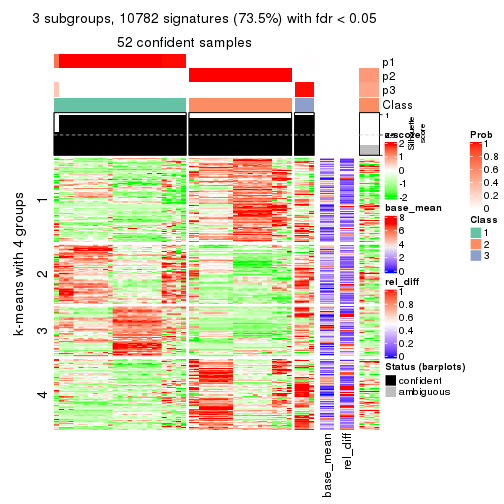 3 subgroups, 10782 signatures (73.5%) with fdr < 0.05
52 confident samples
p1
p2
p3
Class
1
Silhouette
score
k-means with 4 groups
1
2
3
4
base_mean
rel_diff
z-score
2
1
0
-1
-2
base_mean
8
6
4
2
0
rel_diff
1
0.8
0.6
0.4
0.2
0
Status (barplots)
confident
ambiguous
Prob
1
0.8
0.6
0.4
0.2
0
Class
1
2
3